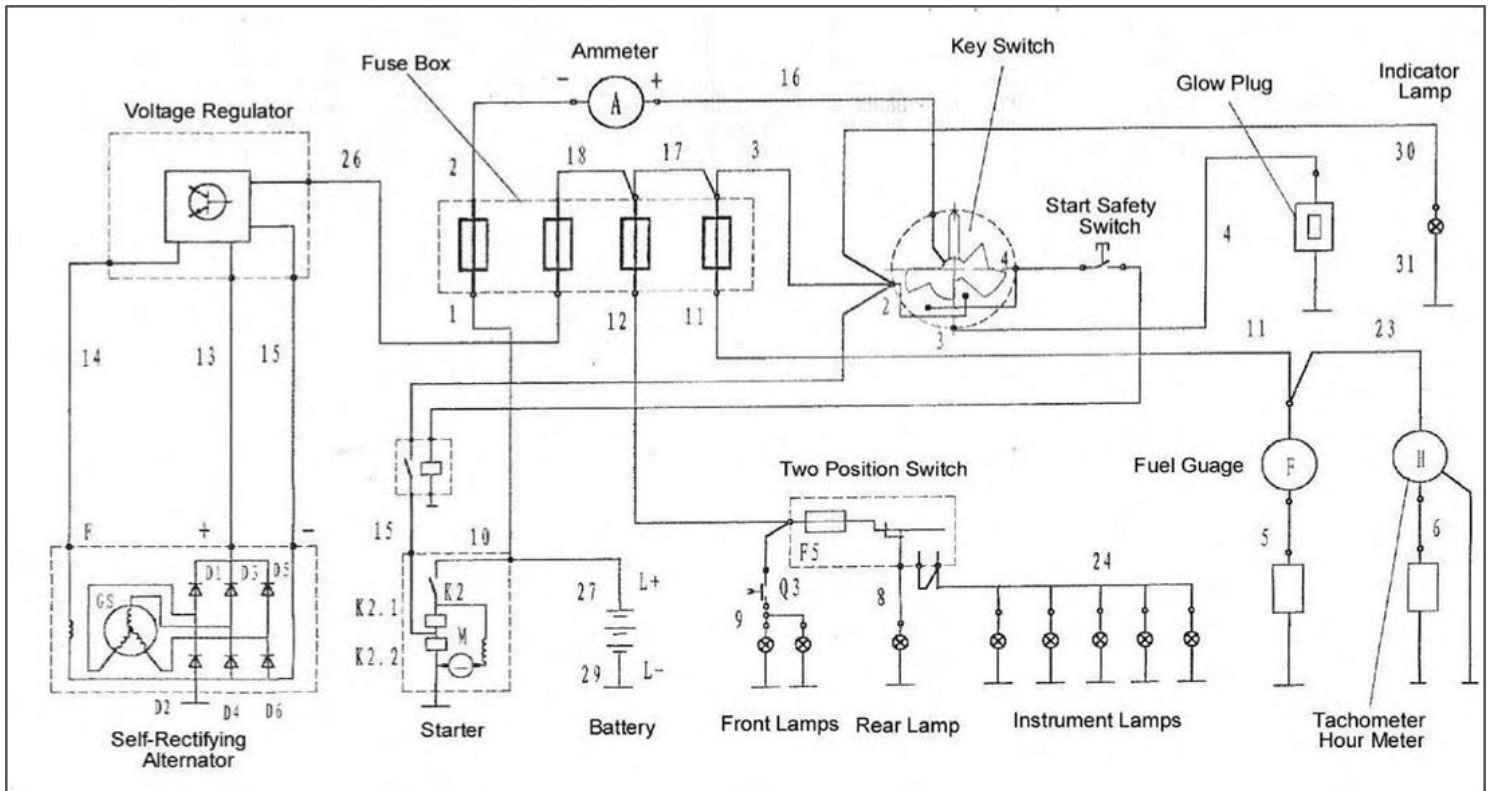 Ammeter
Key Switch
Fuse Box
Indicator
Lamp
Glow Plug
Voltage Regulator
- A + 16
26
2 18 17 3
30
Start Safety
Switch
4
4
31
2
1 12 11 3
11 23
14 13 15
Two Position Switch
Fuel Guage
F H
15 10
F + -
F5
5 6
D1 D3 D5
K2 27 L+
24
GS
Q3 8
K2.1
M
9
K2.2
29 L-
D2 D4 D6
Starter Battery Front Lamps Rear Lamp Instrument Lamps
Tachometer
Hour Meter
Self-Rectifying
Alternator